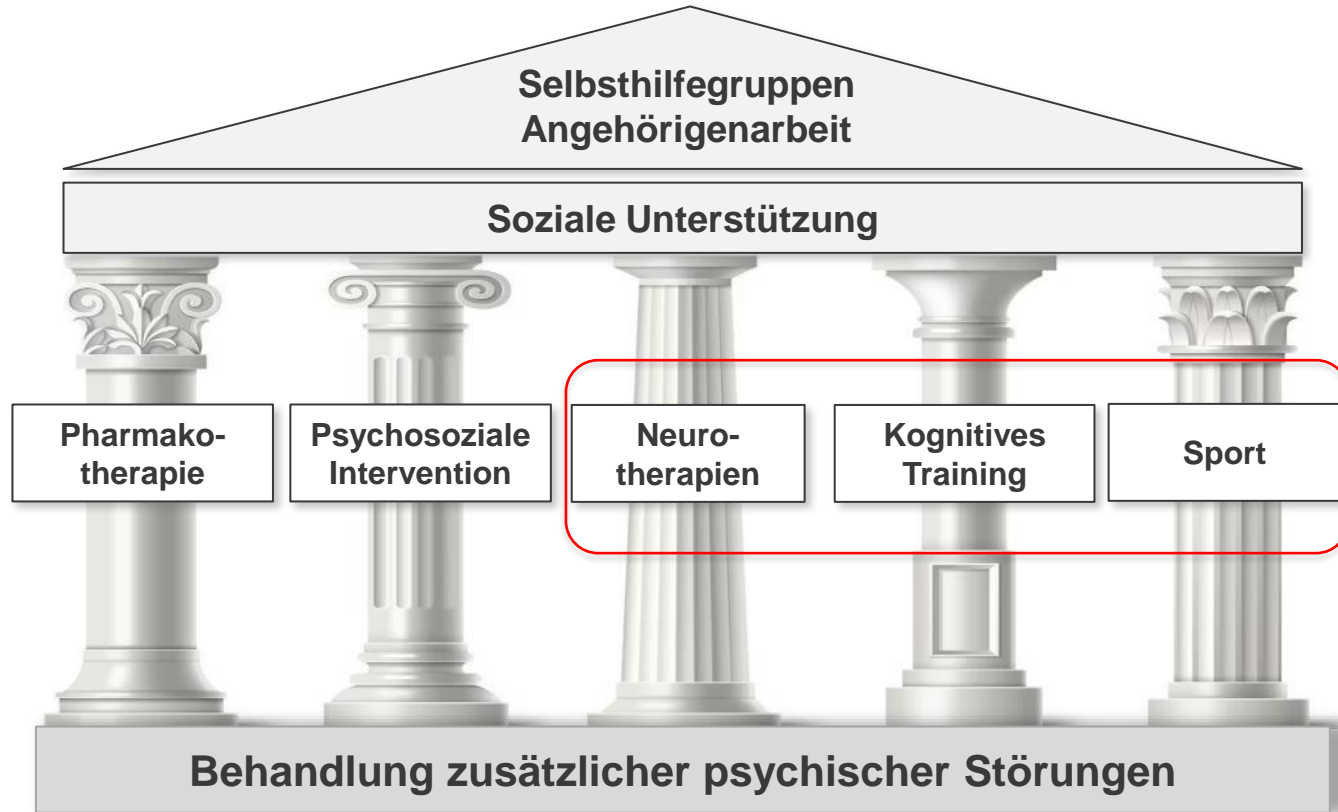 Selbsthilfegruppen
Angehörigenarbeit
Soziale Unterstützung
Pharmako-
therapie
Psychosoziale
Intervention
Neuro-
therapien
Kognitives
Training
Sport
Behandlung zusätzlicher psychischer Störungen